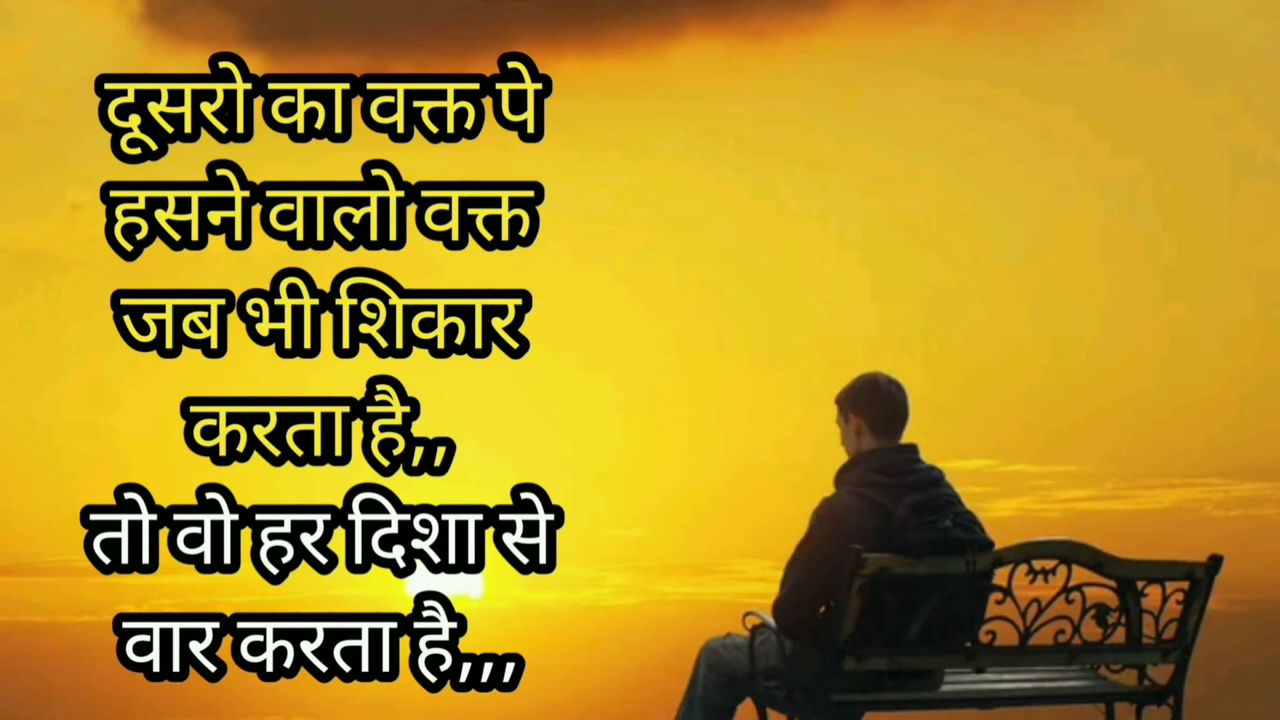 दूसरो का वक्त पे
हसने वालो वक्त
जब भी शिकार
करता है,,
तो वो हर दिशा से
वार करता है,,,